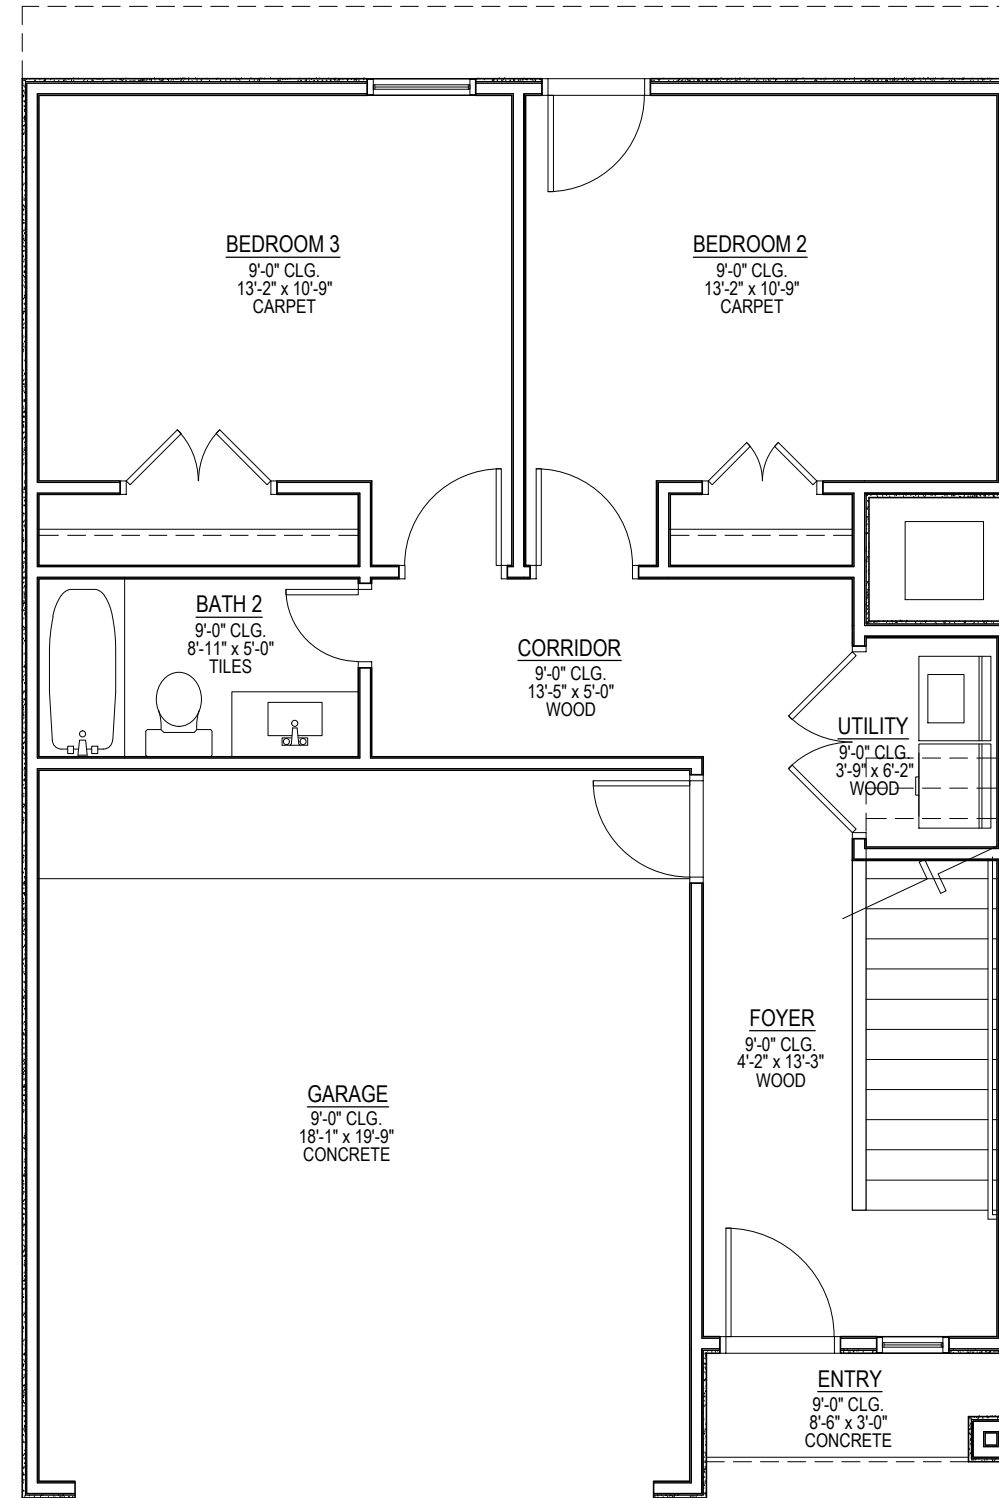 BEDROOM 3
9'-0" CLG.
13'-2" x 10'-9"
CARPET
BEDROOM 2
9'-0" CLG.
13'-2" x 10'-9"
CARPET
BATH 2
9'-0" CLG.
8'-11" x 5'-0"
TILES
CORRIDOR
9'-0" CLG.
13'-5" x 5'-0"
WOOD
UTILITY
9'-0" CLG.
3'-9" x 6'-2"
WOOD
FOYER
9'-0" CLG.
4'-2" x 13'-3"
WOOD
GARAGE
9'-0" CLG.
18'-1" x 19'-9"
CONCRETE
ENTRY
9'-0" CLG.
8'-6" x 3'-0"
CONCRETE